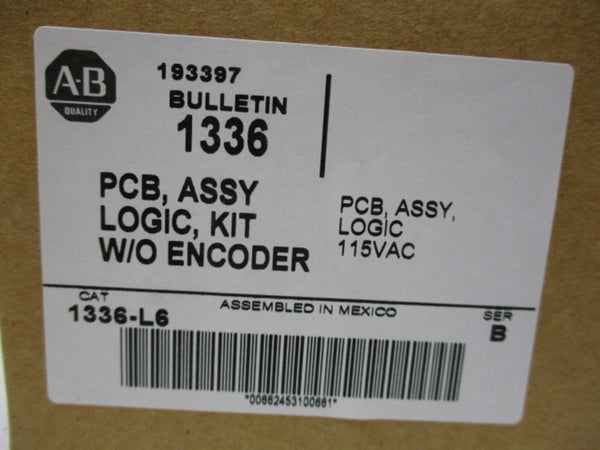 A-B
QUALITY
193397
BULLETIN
1336
PCB, ASSY
LOGIC, KIT
W/O ENCODER
PCB, ASSY,
LOGIC
115VAC
CAT
1336-L6
ASSEMBLED IN MEXICO
SER
B
*00662453100661*